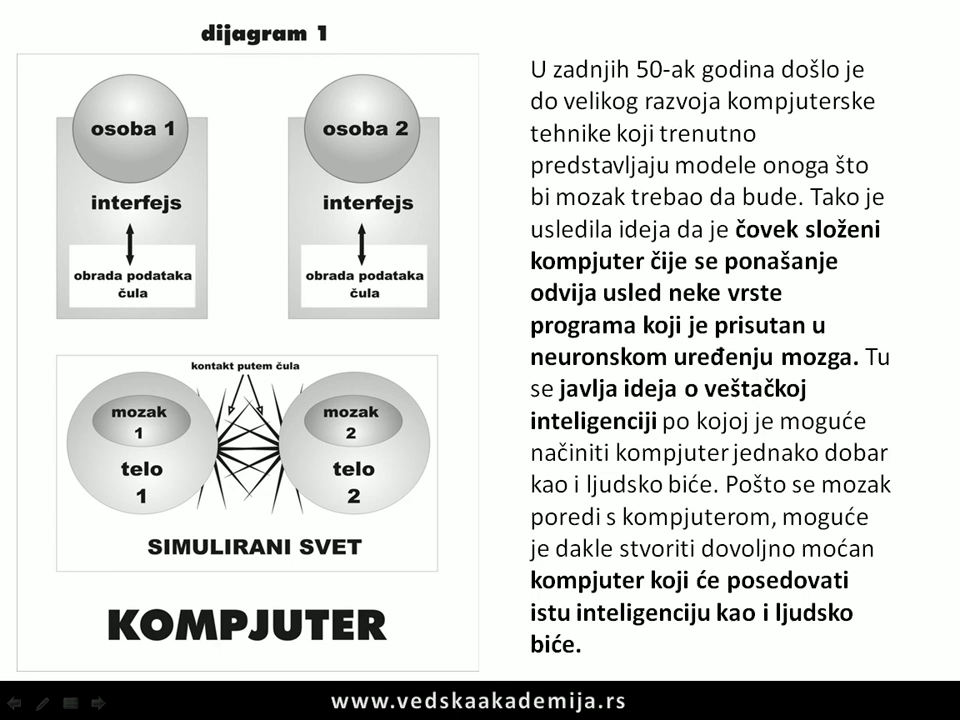 dijagram 1
osoba 1
interfejs
obrada podataka
čula
osoba 2
interfejs
obrada podataka
čula
kontakt putem čula
mozak
1
telo
1
mozak
2
telo
2
SIMULIRANI SVET
KOMPJUTER
U zadnjih 50-ak godina došlo je
do velikog razvoja kompjuterske
tehnike koji trenutno
predstavljaju modele onoga što
bi mozak trebao da bude. Tako je
usledila ideja da je čovek složeni
kompjuter čije se ponašanje
odvija usled neke vrste
programa koji je prisutan u
neuronskom uređenju mozga. Tu
se javlja ideja o veštačkoj
inteligenciji po kojoj je moguće
načiniti kompjuter jednako dobar
kao i ljudsko biće. Pošto se mozak
poredi s kompjuterom, moguće
je dakle stvoriti dovoljno moćan
kompjuter koji će posedovati
istu inteligenciju kao i ljudsko
biće.
www.vedskaakademija.rs